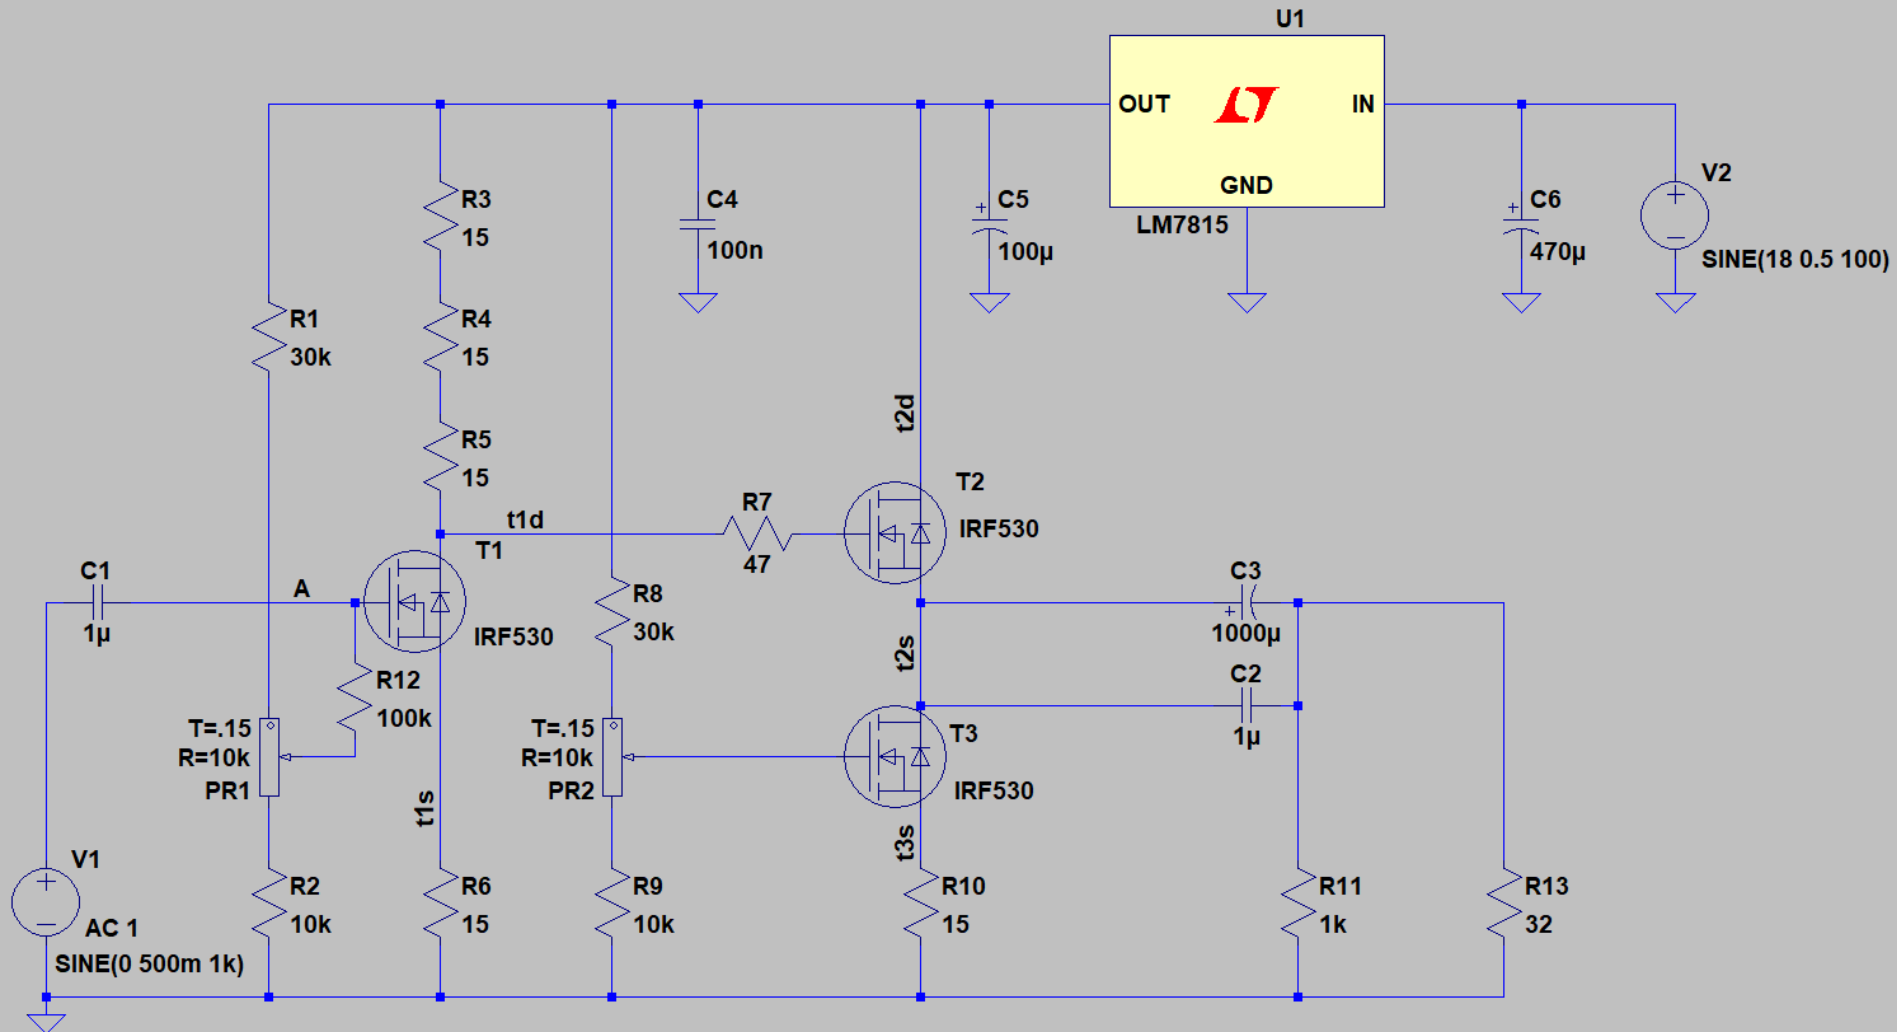 U1
OUT
IN
GND
LM7815
V2
SINE(18 0.5 100)
R3
15
C4
100n
+
C5
100µ
+
C6
470µ
R1
30k
R4
15
R5
15
t2d
T2
IRF530
R7
47
t1d
T1
IRF530
C1
1µ
A
R8
30k
C3
+
1000µ
t2s
C2
1µ
R12
100k
T=.15
R=10k
PR1
T=.15
R=10k
PR2
T3
IRF530
t1s
t3s
V1
AC 1
SINE(0 500m 1k)
R2
10k
R6
15
R9
10k
R10
15
R11
1k
R13
32